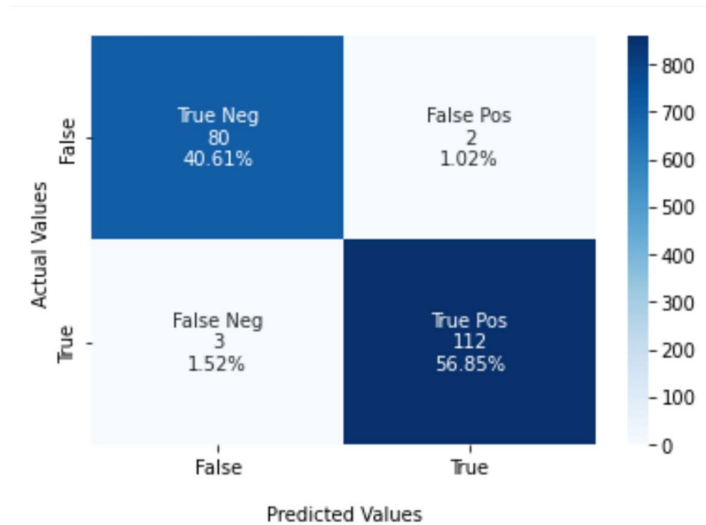 True Neg
80
40.61%
False Pos
2
1.02%
False Neg
3
1.52%
True Pos
112
56.85%
False
True
Actual Values
False
True
Predicted Values
800
700
600
500
400
300
200
100
0